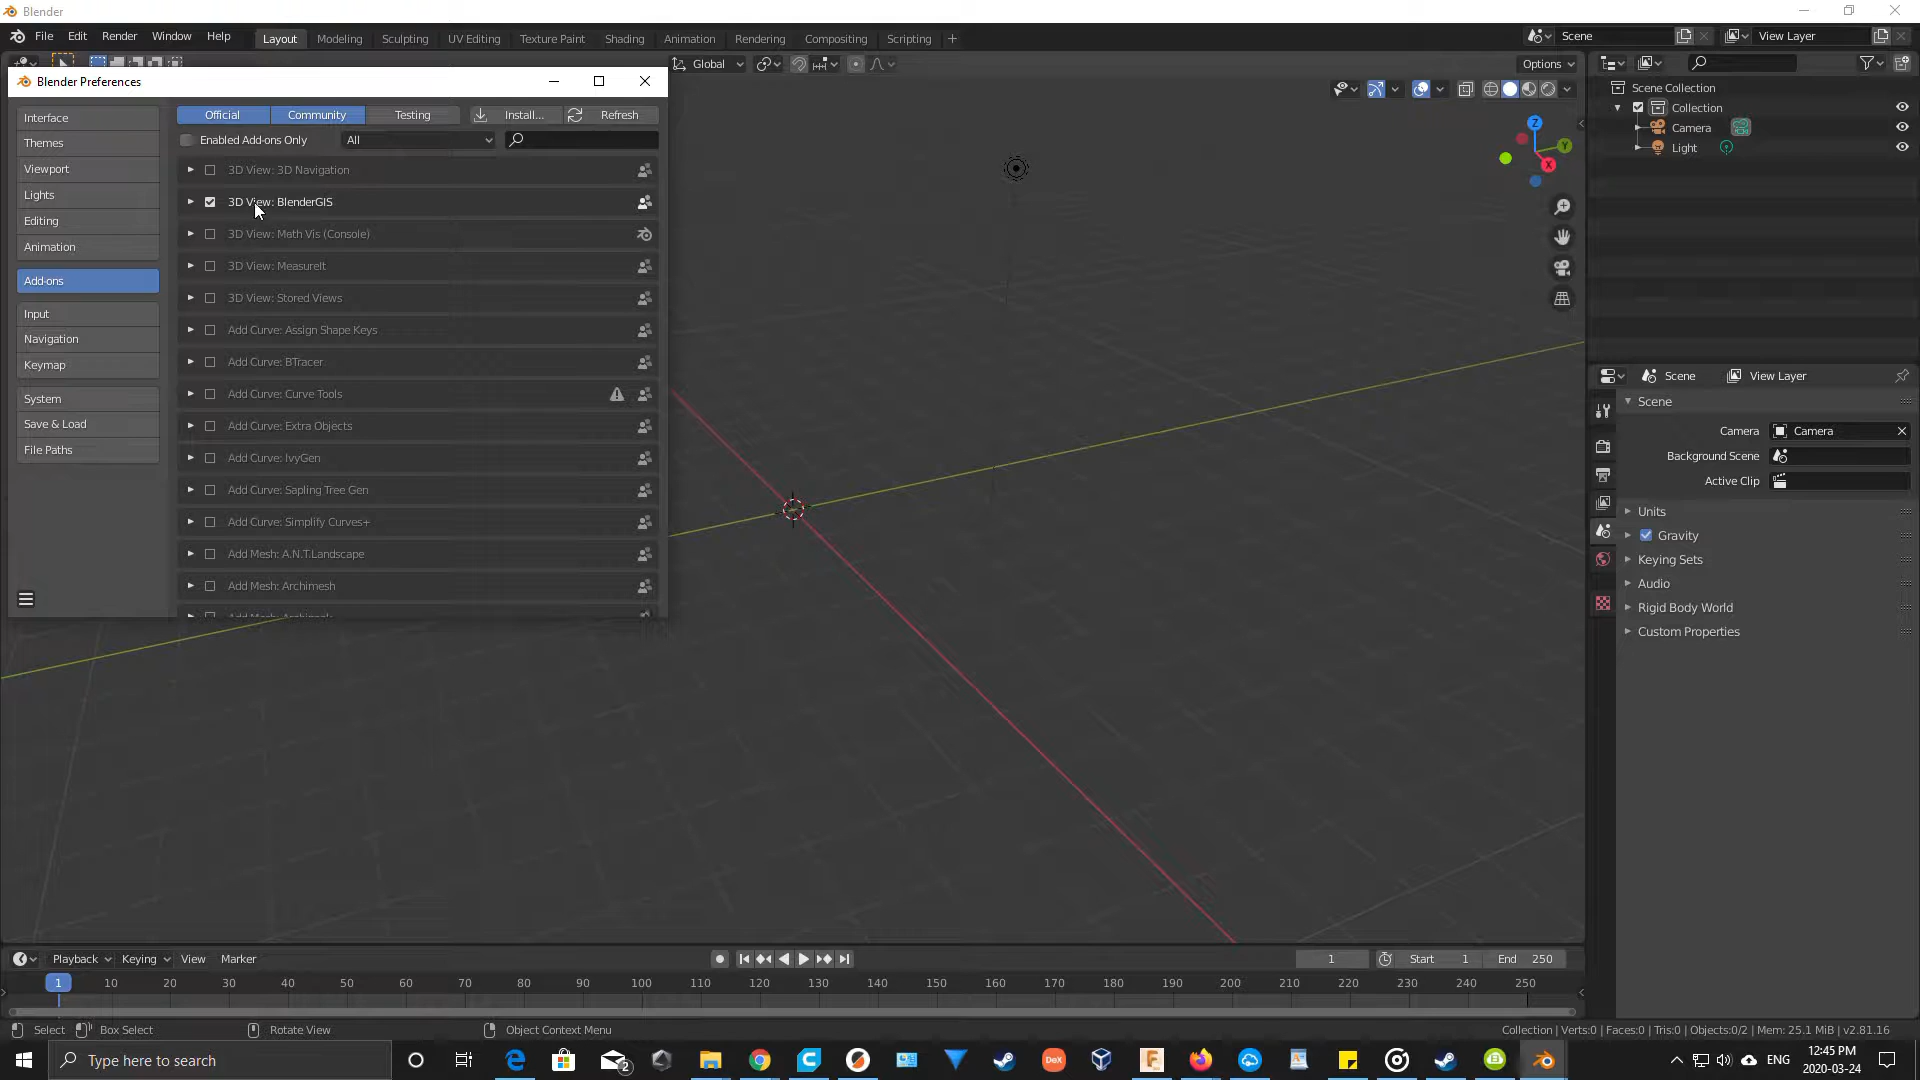 Blender
File Edit Render Window Help Layout Modeling Sculpting UV Editing Texture Paint Shading Animation Rendering Compositing Scripting Scene View Layer
Global Options
Blender Preferences
Official Community Testing Install... Refresh
Enabled Add-ons Only All
Interface
Themes
Viewport
Lights
Editing
Animation
Add-ons
Input
Navigation
Keymap
System
Save & Load
File Paths
3D View: 3D Navigation
3D View: BlenderGIS
3D View: Math Vis (Console)
3D View: MeasureIt
3D View: Stored Views
Add Curve: Assign Shape Keys
Add Curve: BTracer
Add Curve: Curve Tools
Add Curve: Extra Objects
Add Curve: IvyGen
Add Curve: Sapling Tree Gen
Add Curve: Simplify Curves+
Add Mesh: A.N.T.Landscape
Add Mesh: Archimesh
Z
Y
X
Scene Collection
Collection
Camera
Light
Scene View Layer
Scene
Camera Camera
Background Scene
Active Clip
Units
Gravity
Keying Sets
Audio
Rigid Body World
Custom Properties
Playback Keying View Marker 1 Start 1 End 250
1 10 20 30 40 50 60 70 80 90 100 110 120 130 140 150 160 170 180 190 200 210 220 230 240 250
Select Box Select Rotate View Object Context Menu Collection | Verts:0 | Faces:0 | Tris:0 | Objects:0/2 | Mem: 25.1 MiB | v2.81.16
Type here to search 2 DeX ENG 12:45 PM
2020-03-24